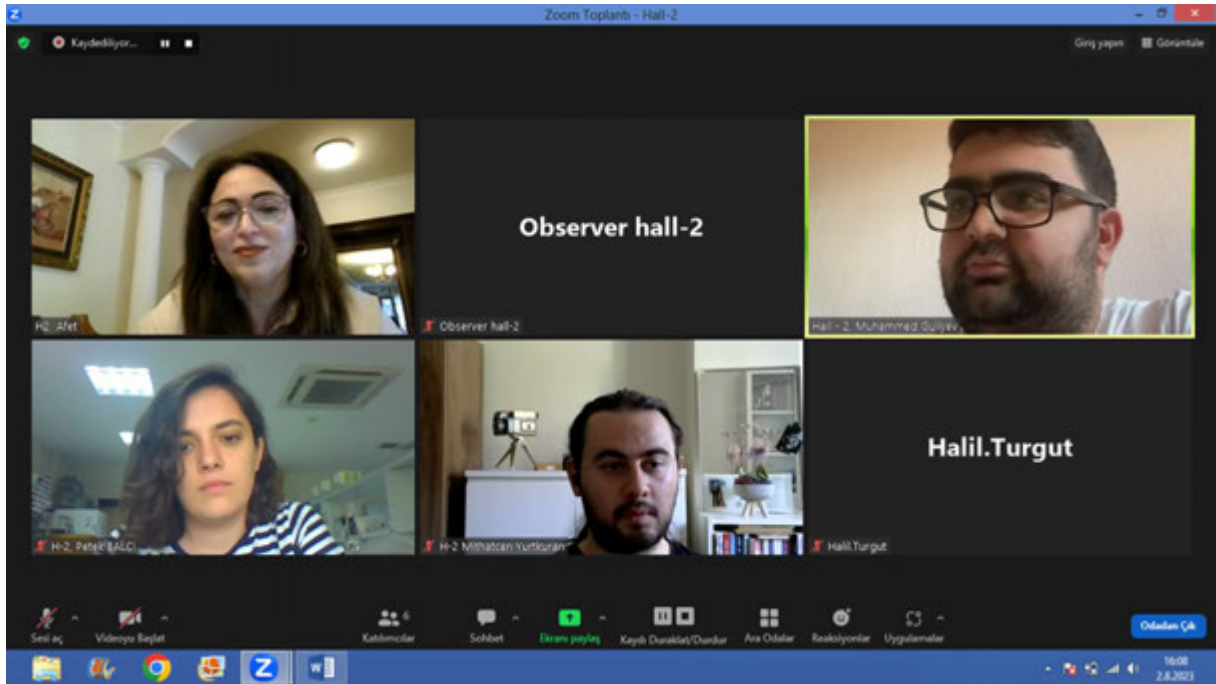 Zoom Toplantı - Hall-2
Kaydediliyor...
Giriş yapın
Görüntüle
H2, Afet
Observer hall-2
Observer hall-2
Hall - 2, Muhammed Guliyev
H-2, Petek BALCI
H-2 Mithatcan Yurtkuran
Halil.Turgut
Halil.Turgut
Sesi aç
Videoyu Başlat
6
Katılımcılar
Sohbet
Ekranı paylaş
Kaydı Duraklat/Durdur
Ara Odalar
Reaksiyonlar
Uygulamalar
Odadan Çık
16:08
2.8.2023